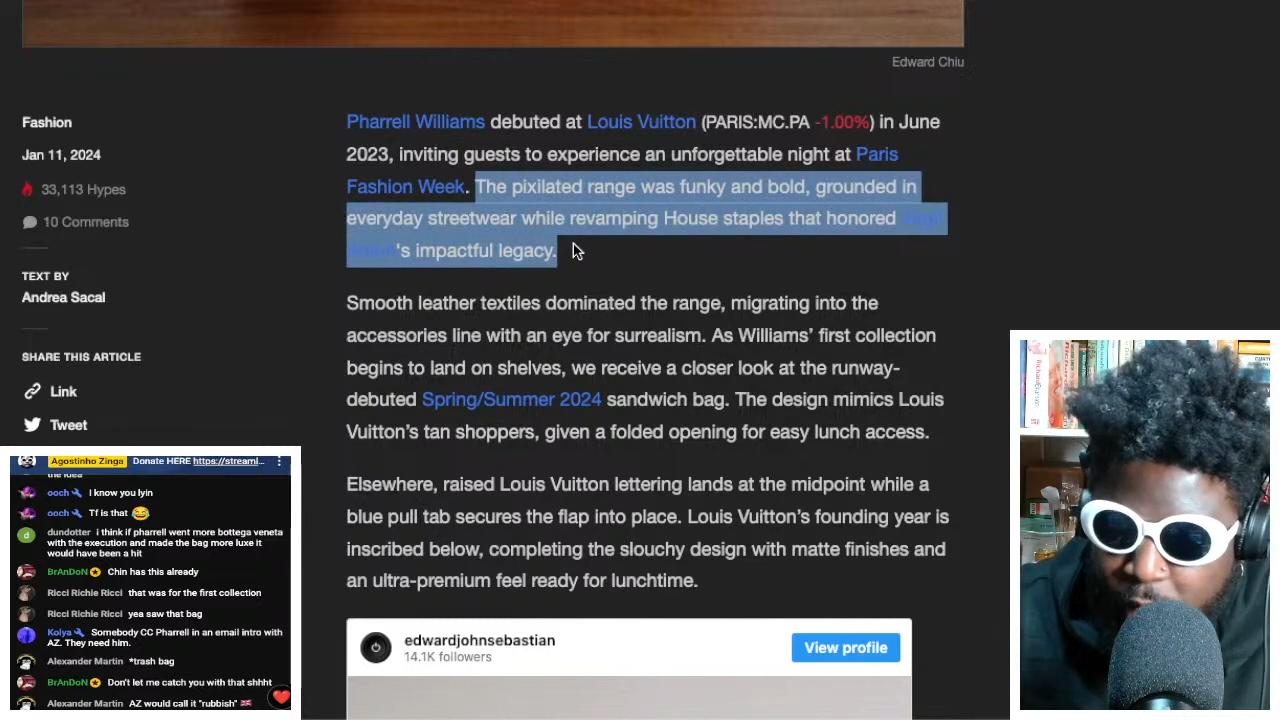 Edward Chiu
Fashion
Jan 11, 2024
33,113 Hypes
10 Comments
TEXT BY
Andrea Sacal
SHARE THIS ARTICLE
Link
Tweet
Pharrell Williams debuted at Louis Vuitton (PARIS:MC.PA -1.00%) in June
2023, inviting guests to experience an unforgettable night at Paris
Fashion Week. The pixilated range was funky and bold, grounded in
everyday streetwear while revamping House staples that honored Virgil
's impactful legacy.
Smooth leather textiles dominated the range, migrating into the
accessories line with an eye for surrealism. As Williams’ first collection
begins to land on shelves, we receive a closer look at the runway-
debuted Spring/Summer 2024 sandwich bag. The design mimics Louis
Vuitton’s tan shoppers, given a folded opening for easy lunch access.
Elsewhere, raised Louis Vuitton lettering lands at the midpoint while a
blue pull tab secures the flap into place. Louis Vuitton’s founding year is
inscribed below, completing the slouchy design with matte finishes and
an ultra-premium feel ready for lunchtime.
edwardjohnsebastian
14.1K followers
View profile
Agostinho Zinga Donate HERE https://streaml...
the idea
ooch I know you lyin
ooch Tf is that 😂
dundotter i think if pharrell went more bottega veneta
with the execution and made the bag more luxe it
would have been a hit
BrAnDoN Chin has this already
Ricci Richie Ricci that was for the first collection
Ricci Richie Ricci yea saw that bag
Kolya Somebody CC Pharrell in an email intro with
AZ. They need him.
Alexander Martin *trash bag
BrAnDoN Don't let me catch you with that shhht
Alexander Martin AZ would call it "rubbish" 🇬🇧